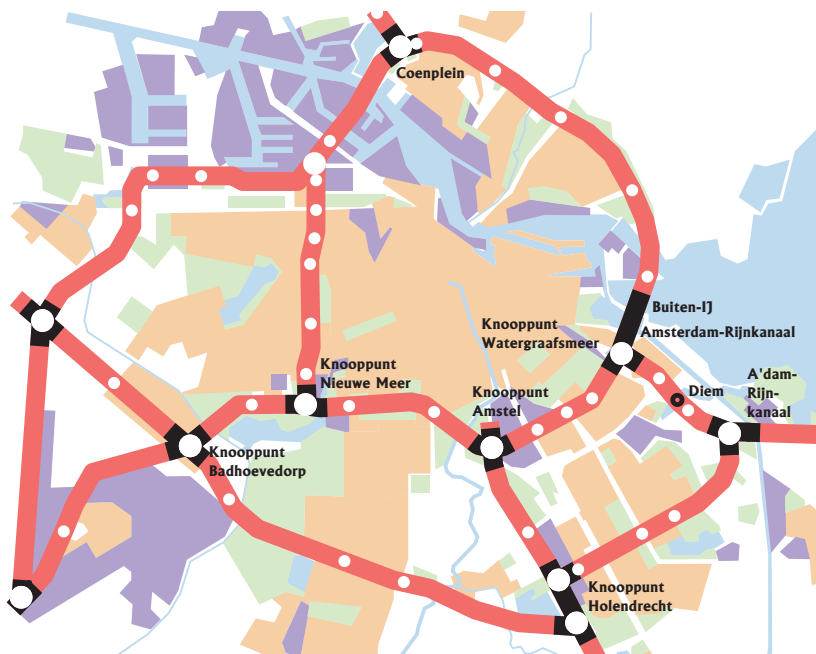 Coenplein
Buiten-IJ
Amsterdam-Rijnkanaal
Knooppunt
Watergraafsmeer
Knooppunt
Nieuwe Meer
Knooppunt
Amstel
Diem
A'dam-
Rijn-
kanaal
Knooppunt
Badhoevedorp
Knooppunt
Holendrecht